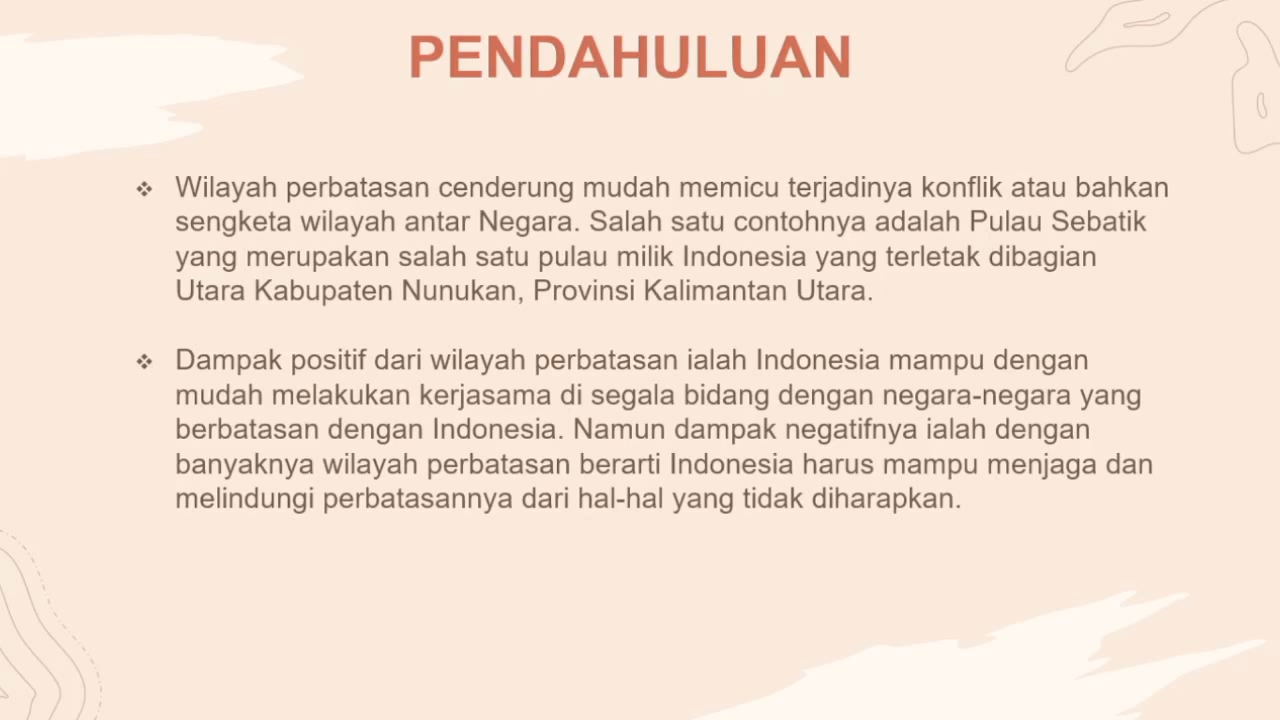 PENDAHULUAN
❖ Wilayah perbatasan cenderung mudah memicu terjadinya konflik atau bahkan
sengketa wilayah antar Negara. Salah satu contohnya adalah Pulau Sebatik
yang merupakan salah satu pulau milik Indonesia yang terletak dibagian
Utara Kabupaten Nunukan, Provinsi Kalimantan Utara.
❖ Dampak positif dari wilayah perbatasan ialah Indonesia mampu dengan
mudah melakukan kerjasama di segala bidang dengan negara-negara yang
berbatasan dengan Indonesia. Namun dampak negatifnya ialah dengan
banyaknya wilayah perbatasan berarti Indonesia harus mampu menjaga dan
melindungi perbatasannya dari hal-hal yang tidak diharapkan.